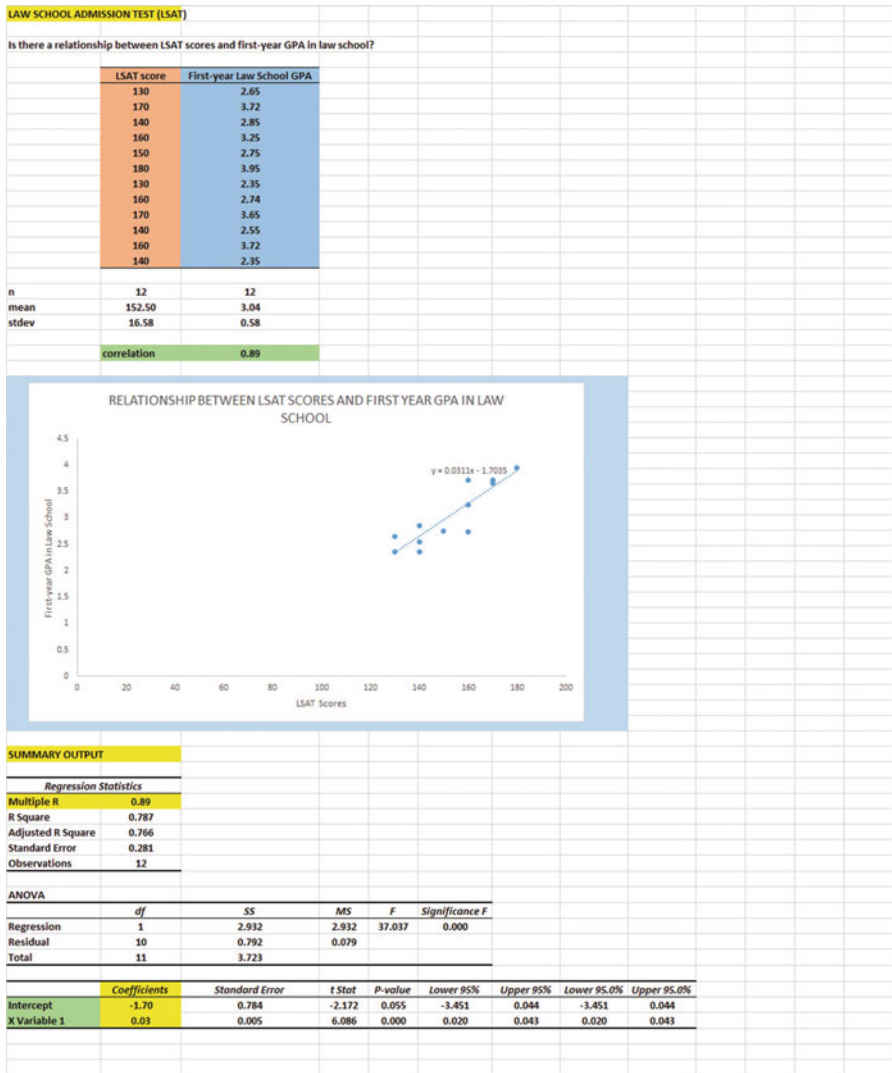 LAW SCHOOL ADMISSION TEST (LSAT)
Is there a relationship between LSAT scores and first-year GPA in law school?
LSAT score First-year Law School GPA
130 2.65
170 3.72
140 2.85
160 3.25
150 2.75
180 3.95
130 2.35
160 2.74
170 3.65
140 2.55
160 3.72
140 2.35
n 12 12
mean 152.50 3.04
stdev 16.58 0.58
correlation 0.89
RELATIONSHIP BETWEEN LSAT SCORES AND FIRST YEAR GPA IN LAW
SCHOOL
y = 0.0311x - 1.7035
First-year GPA in Law School
4.5
4
3.5
3
2.5
2
1.5
1
0.5
0
0 20 40 60 80 100 120 140 160 180 200
LSAT Scores
SUMMARY OUTPUT
Regression Statistics
Multiple R 0.89
R Square 0.787
Adjusted R Square 0.766
Standard Error 0.281
Observations 12
ANOVA
df SS MS F Significance F
Regression 1 2.932 2.932 37.037 0.000
Residual 10 0.792 0.079
Total 11 3.723
Coefficients Standard Error t Stat P-value Lower 95% Upper 95% Lower 95.0% Upper 95.0%
Intercept -1.70 0.784 -2.172 0.055 -3.451 0.044 -3.451 0.044
X Variable 1 0.03 0.005 6.086 0.000 0.020 0.043 0.020 0.043